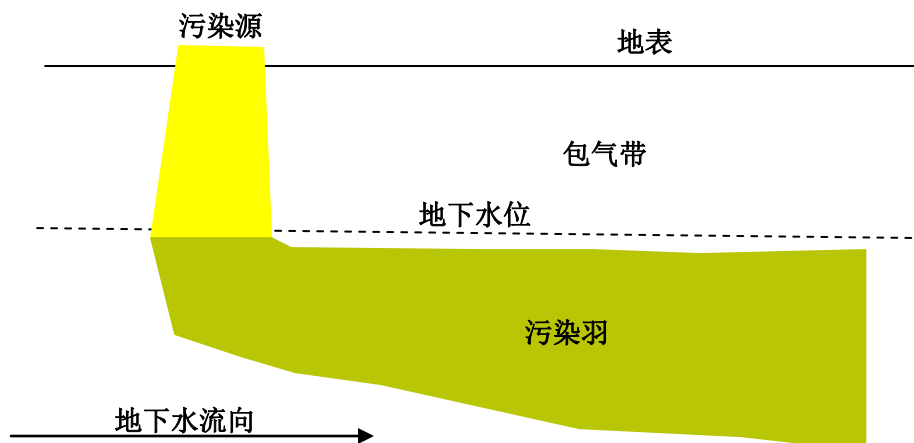 污染源
地表
包气带
地下水位
污染羽
地下水流向